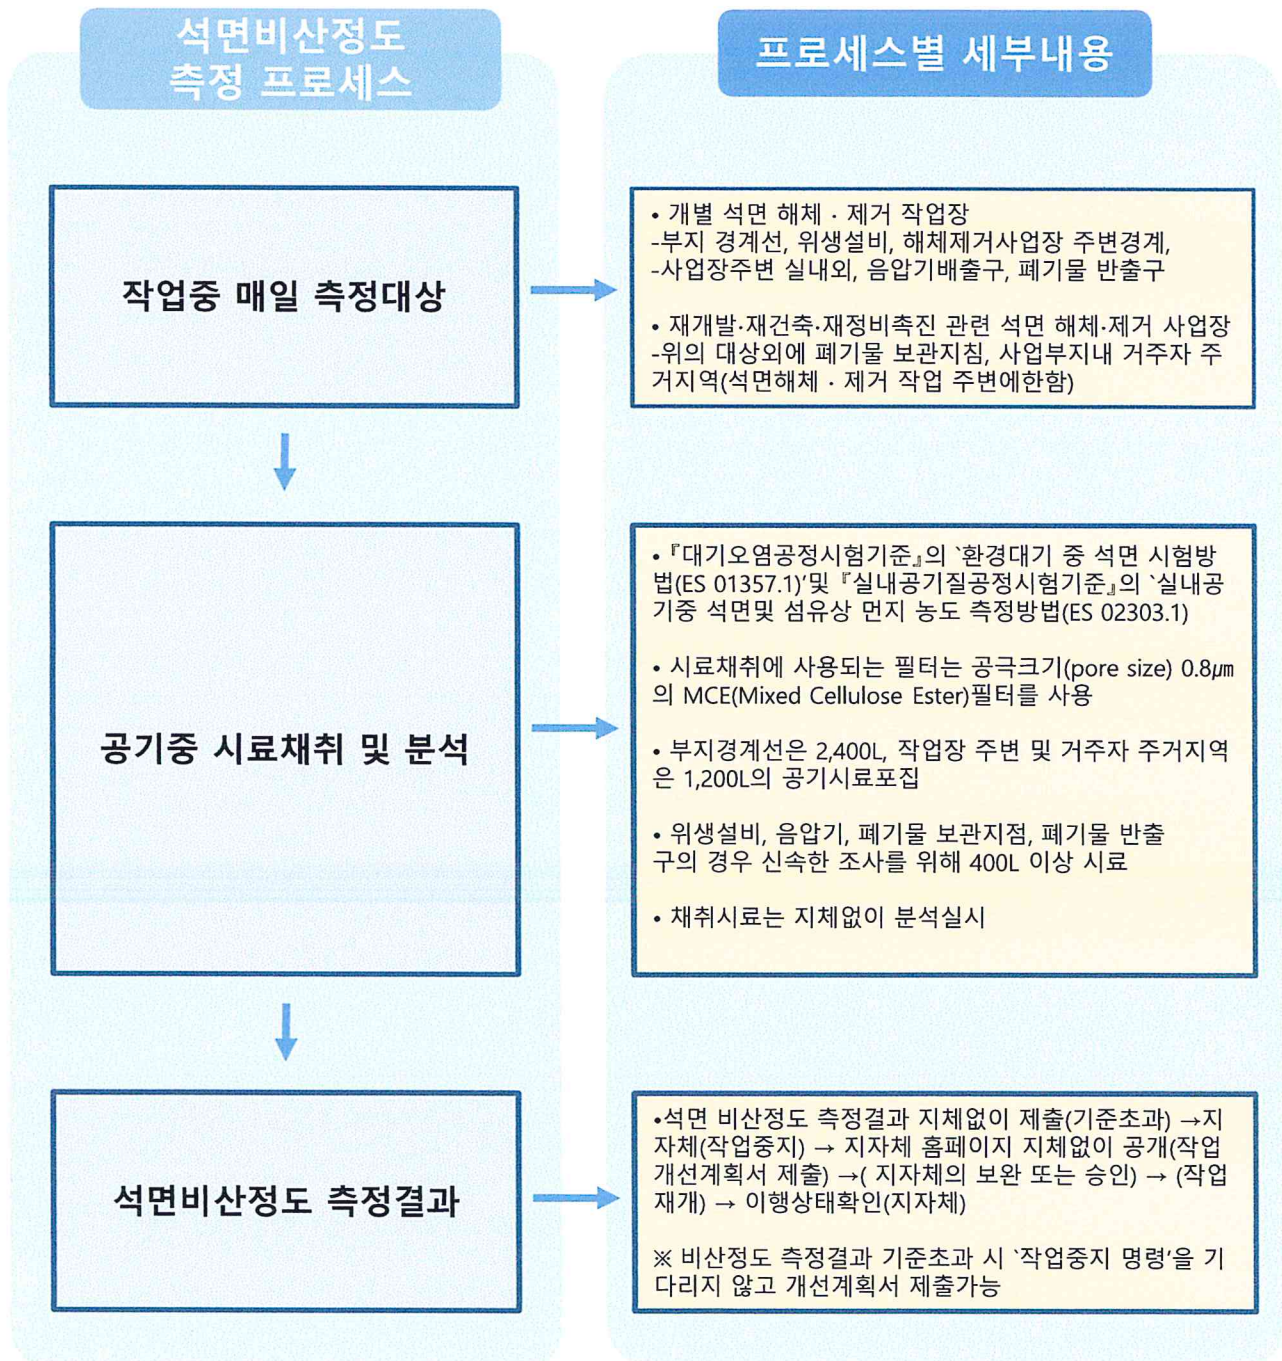 석면비산정도
측정 프로세스
프로세스별 세부내용
작업중 매일 측정대상
• 개별 석면 해체 · 제거 작업장
-부지 경계선, 위생설비, 해체제거사업장 주변경계,
-사업장주변 실내외, 음압기배출구, 폐기물 반출구
• 재개발·재건축·재정비촉진 관련 석면 해체·제거 사업장
-위의 대상외에 폐기물 보관지침, 사업부지내 거주자 주
거지역(석면해체 · 제거 작업 주변에한함)
공기중 시료채취 및 분석
• 『대기오염공정시험기준』의 `환경대기 중 석면 시험방
법(ES 01357.1)’및 『실내공기질공정시험기준』의 `실내공
기중 석면및 섬유상 먼지 농도 측정방법(ES 02303.1)
• 시료채취에 사용되는 필터는 공극크기(pore size) 0.8㎛
의 MCE(Mixed Cellulose Ester)필터를 사용
• 부지경계선은 2,400L, 작업장 주변 및 거주자 주거지역
은 1,200L의 공기시료포집
• 위생설비, 음압기, 폐기물 보관지점, 폐기물 반출
구의 경우 신속한 조사를 위해 400L 이상 시료
• 채취시료는 지체없이 분석실시
석면비산정도 측정결과
•석면 비산정도 측정결과 지체없이 제출(기준초과) →지
자체(작업중지) → 지자체 홈페이지 지체없이 공개(작업
개선계획서 제출) →( 지자체의 보완 또는 승인) → (작업
재개) → 이행상태확인(지자체)
※ 비산정도 측정결과 기준초과 시 `작업중지 명령’을 기
다리지 않고 개선계획서 제출가능